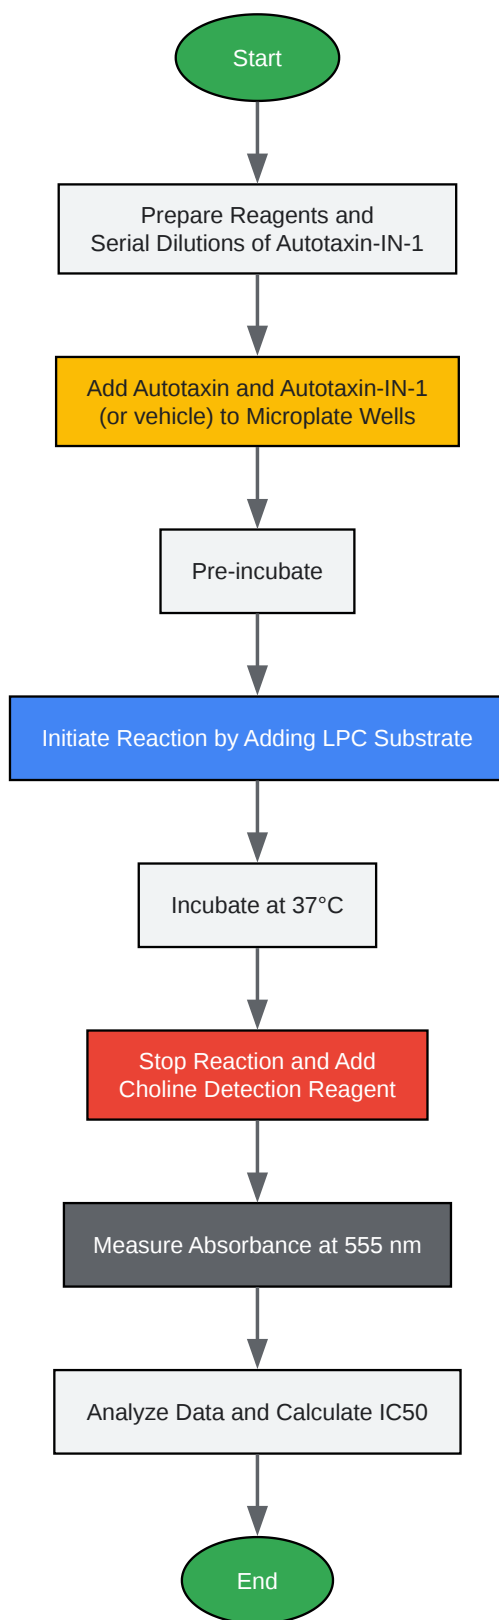 Start
Prepare Reagents and
Serial Dilutions of Autotaxin-IN-1
Add Autotaxin and Autotaxin-IN-1
(or vehicle) to Microplate Wells
Pre-incubate
Initiate Reaction by Adding LPC Substrate
Incubate at 37°C
Stop Reaction and Add
Choline Detection Reagent
Measure Absorbance at 555 nm
Analyze Data and Calculate IC50
End